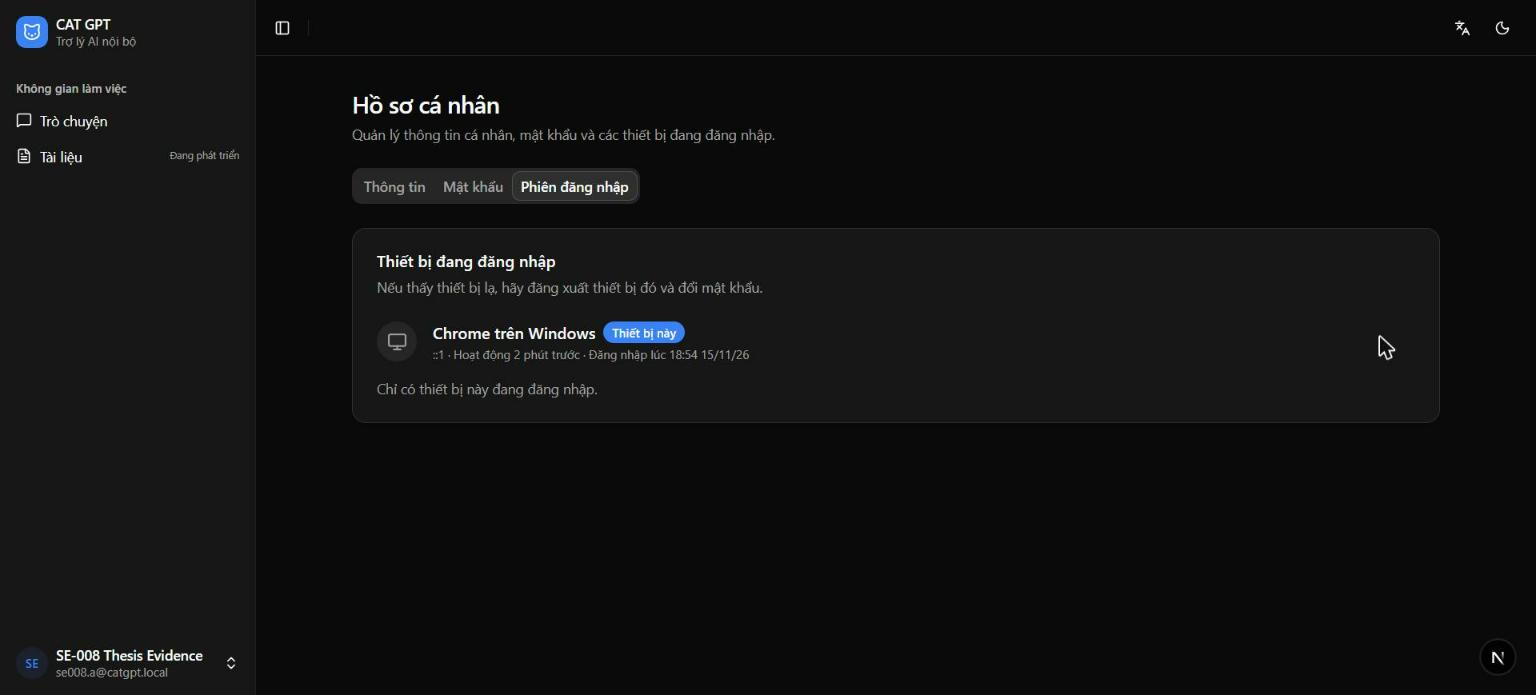 CAT GPT
Trợ lý AI nội bộ
Không gian làm việc
Trò chuyện
Tài liệu
Đang phát triển
Hồ sơ cá nhân
Quản lý thông tin cá nhân, mật khẩu và các thiết bị đang đăng nhập.
Thông tin
Mật khẩu
Phiên đăng nhập
Thiết bị đang đăng nhập
Nếu thấy thiết bị lạ, hãy đăng xuất thiết bị đó và đổi mật khẩu.
Chrome trên Windows
Thiết bị này
::1 · Hoạt động 2 phút trước · Đăng nhập lúc 18:54 15/11/26
Chỉ có thiết bị này đang đăng nhập.
SE
SE-008 Thesis Evidence
se008.a@catgpt.local
N